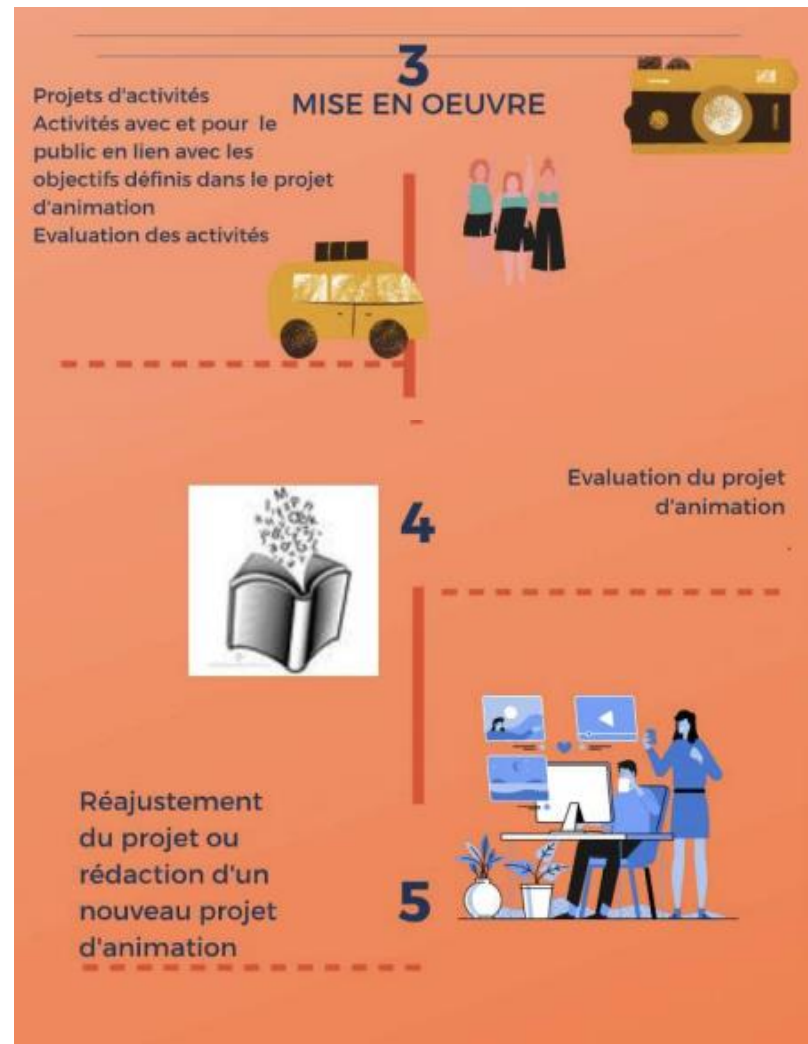 3
MISE EN OEUVRE
Projets d'activités
Activités avec et pour le
public en lien avec les
objectifs définis dans le projet
d'animation
Evaluation des activités
4
Evaluation du projet
d'animation
Réajustement
du projet ou
rédaction d'un
nouveau projet
d'animation
5